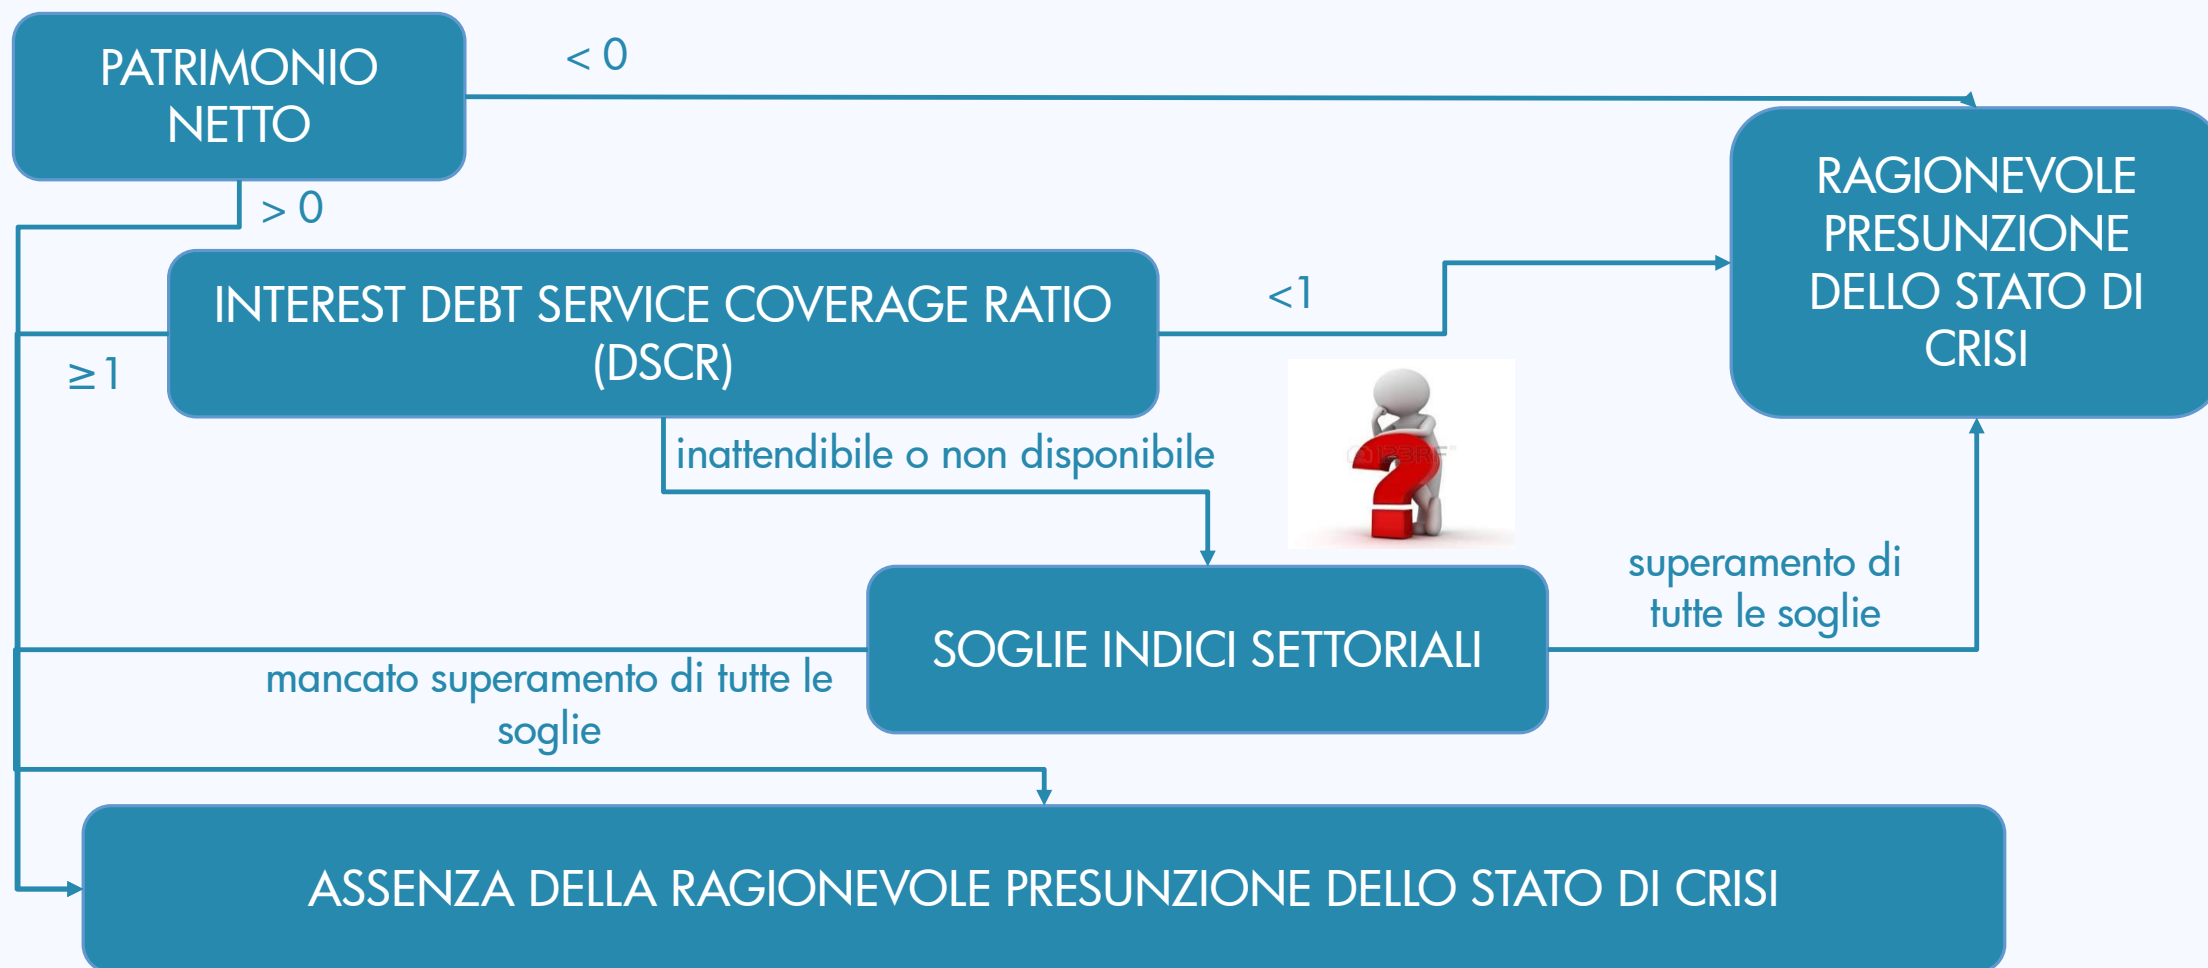 PATRIMONIO
NETTO
< 0
> 0
RAGIONEVOLE
PRESUNZIONE
DELLO STATO DI
CRISI
INTEREST DEBT SERVICE COVERAGE RATIO
(DSCR)
<1
≥1
inattendibile o non disponibile
123RF
superamento di
tutte le soglie
SOGLIE INDICI SETTORIALI
mancato superamento di tutte le
soglie
ASSENZA DELLA RAGIONEVOLE PRESUNZIONE DELLO STATO DI CRISI